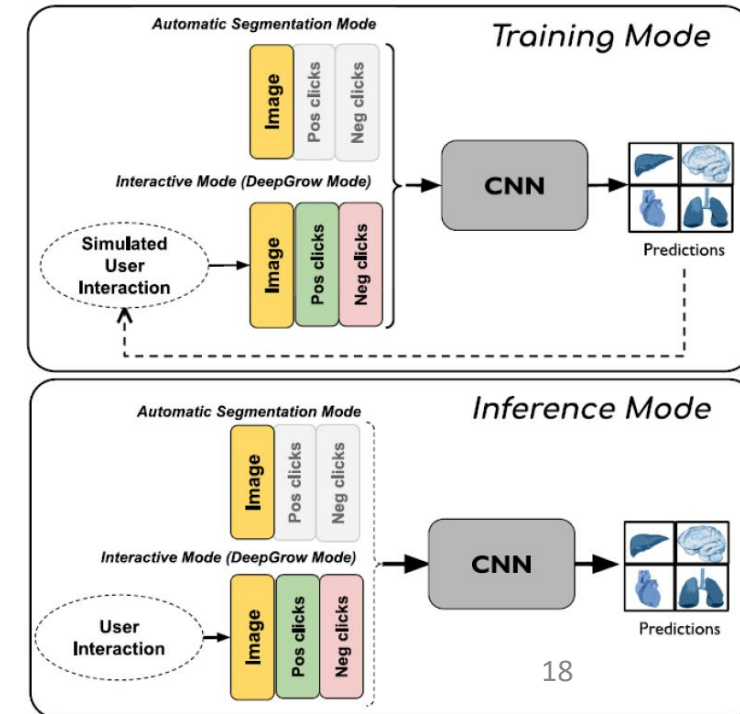 Automatic Segmentation Mode
Training Mode
Image
Pos clicks
Neg clicks
Interactive Mode (DeepGrow Mode)
Simulated
User
Interaction
Image
Pos clicks
Neg clicks
CNN
Predictions
Automatic Segmentation Mode
Inference Mode
Image
Pos clicks
Neg clicks
Interactive Mode (DeepGrow Mode)
User
Interaction
Image
Pos clicks
Neg clicks
CNN
Predictions
18